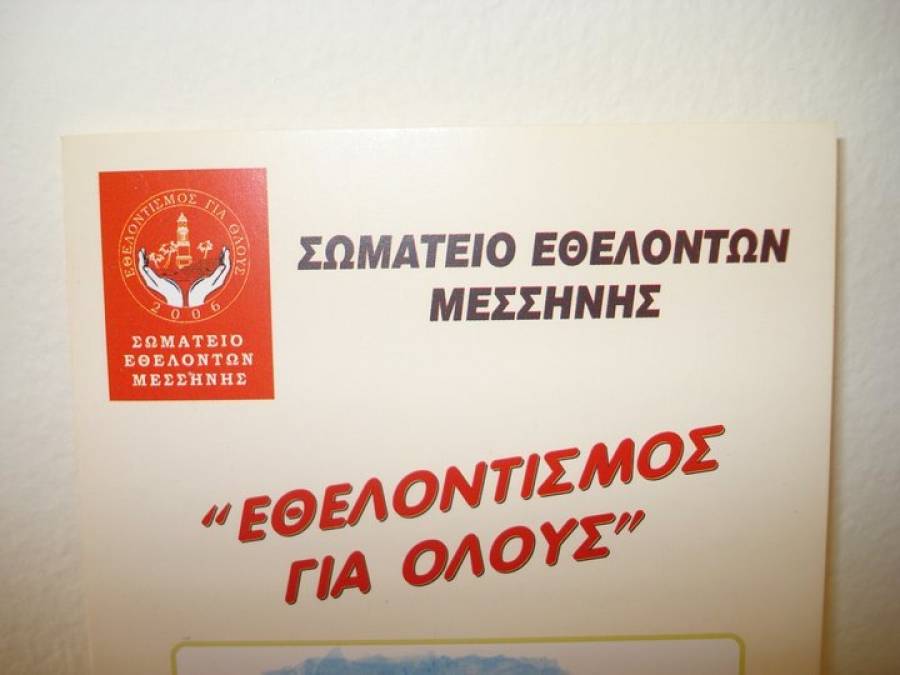 ΕΘΕΛΟΝΤΙΣΜΟΣ ΓΙΑ ΟΛΟΥΣ
2006
ΣΩΜΑΤΕΙΟ
ΕΘΕΛΟΝΤΩΝ
ΜΕΣΣΗΝΗΣ
ΣΩΜΑΤΕΙΟ ΕΘΕΛΟΝΤΩΝ
ΜΕΣΣΗΝΗΣ
“ΕΘΕΛΟΝΤΙΣΜΟΣ
ΓΙΑ ΟΛΟΥΣ”